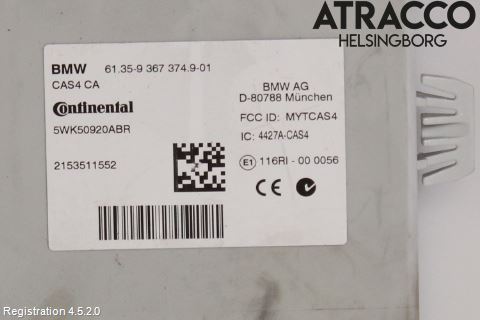 ATRACCO
HELSINGBORG
BMW 61.35-9 367 374.9-01
CAS4 CA
Continental
5WK50920ABR
2153511552
BMW AG
D-80788 München
FCC ID: MYTCAS4
IC: 4427A-CAS4
E1 116RI - 00 0056
CE
Registration 4.5.2.0